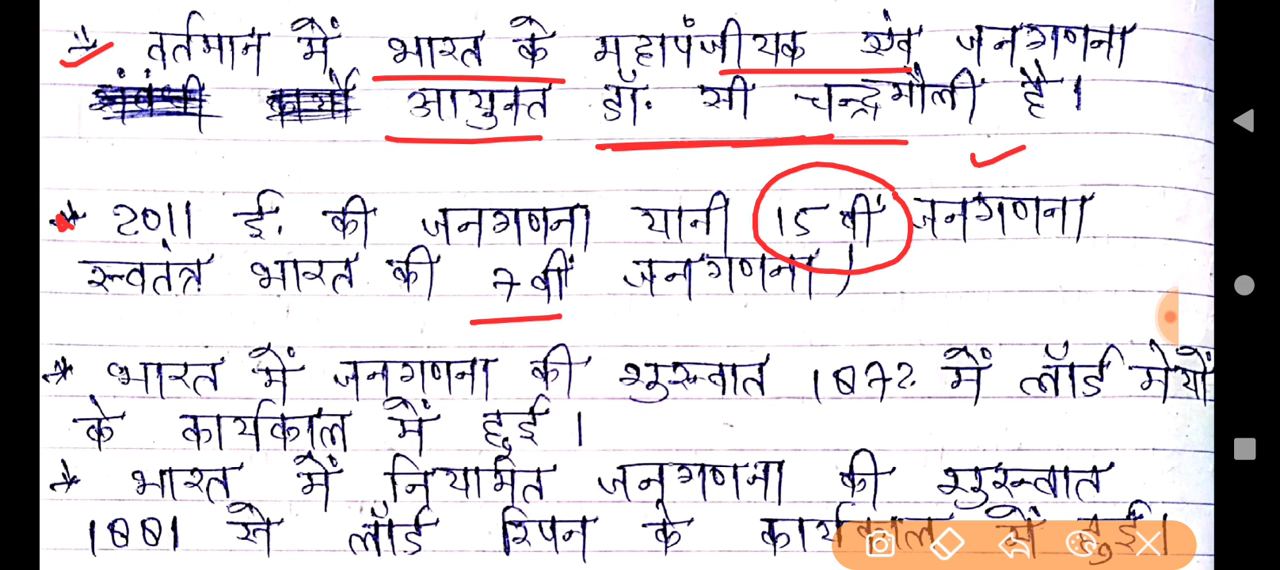 → वर्तमान में भारत के महापंजीयक एंव जनगणना
आयुक्त डॉ. सी चन्द्रमौली है।
→ 2011 ई. की जनगणना यानी 15 वीं जनगणना
स्वतंत्र भारत की 7 वीं जनगणना।
→ भारत में जनगणना की शुरुवात 1872 में लॉर्ड मेयों
के कार्यकाल में हुई।
→ भारत में नियमित जनगणना की शुरुवात
1881 से लॉर्ड रिपन के कार्यकाल में हुई।